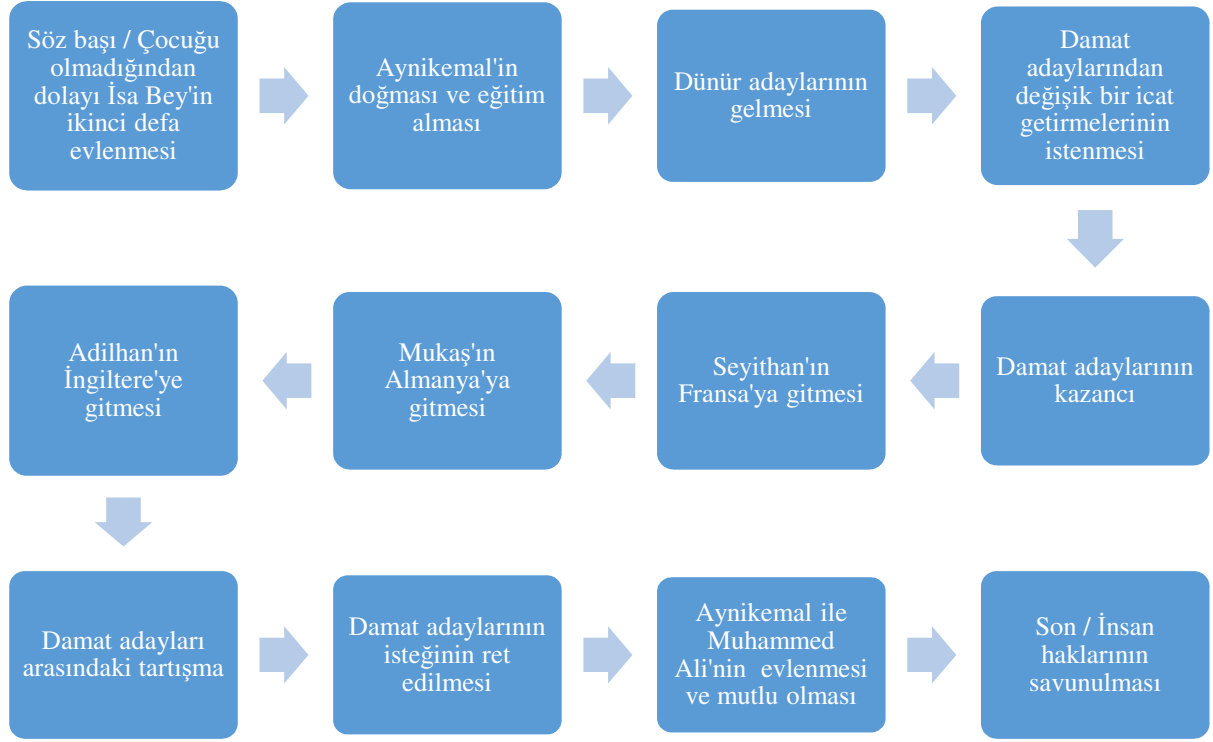 Söz başı / Çocuğu
olmadığından
dolayı İsa Bey'in
ikinci defa
evlenmesi
Aynikemal'in
doğması ve eğitim
alması
Dünür adaylarının
gelmesi
Damat
adaylarından
değişik bir icat
getirmelerinin
istenmesi
Damat adaylarının
kazancı
Seyithan'ın
Fransa'ya gitmesi
Mukaş'ın
Almanya'ya
gitmesi
Adilhan'ın
İngiltere'ye
gitmesi
Damat adayları
arasındaki tartışma
Damat adaylarının
isteğinin ret
edilmesi
Aynikemal ile
Muhammed
Ali'nin evlenmesi
ve mutlu olması
Son / İnsan
haklarının
savunulması